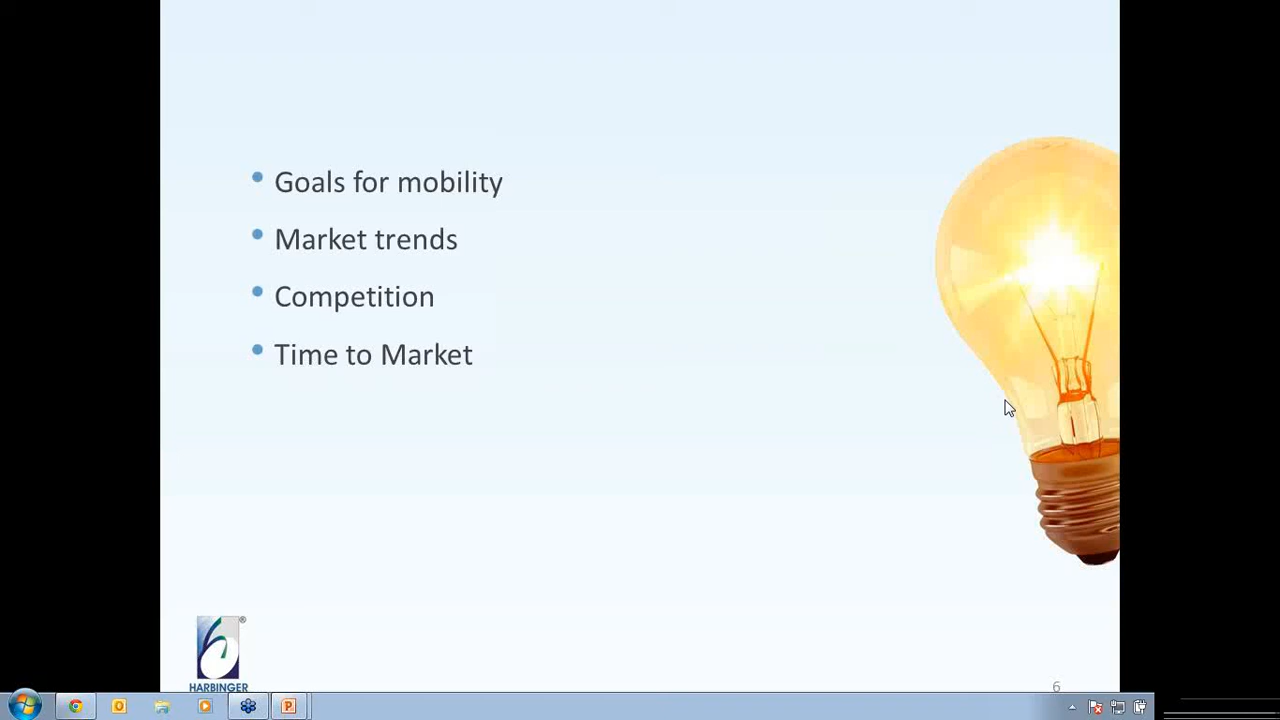 Goals for mobility
Market trends
Competition
Time to Market
®
HARBINGER
6